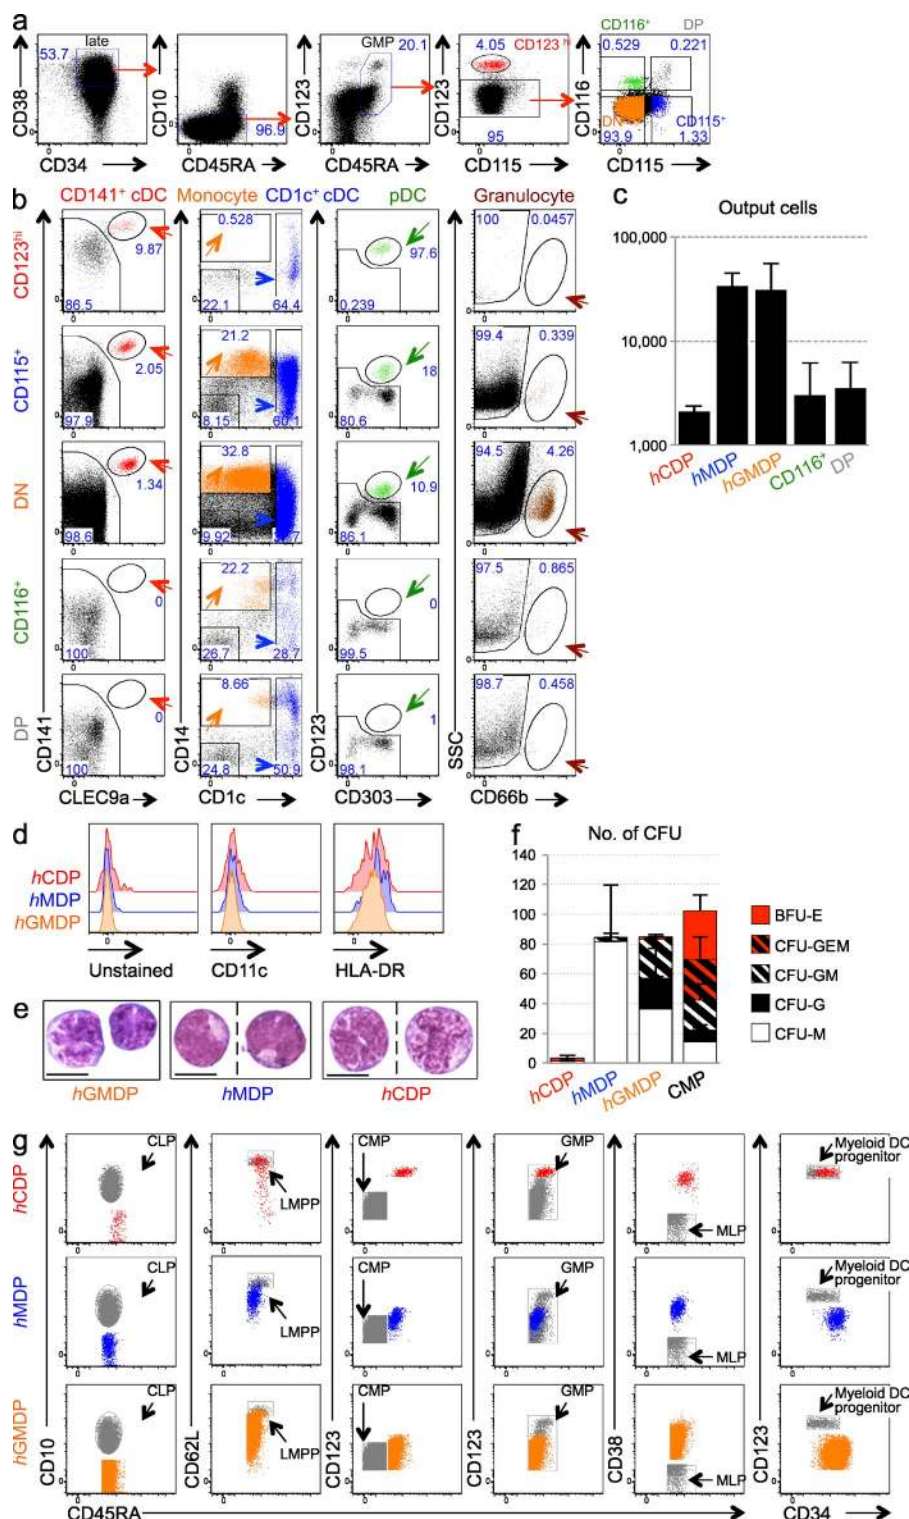 a
late
53.7
CD38
CD34
CD10
96.9
CD45RA
GMP
20.1
CD123
CD45RA
4.05
CD123 hi
CD123
95
CD115
CD116+
DP
0.529
0.221
CD116
DN
93.9
CD115+
1.33
CD115
b
CD141+ cDC
Monocyte
CD1c+ cDC
pDC
Granulocyte
CD123hi
9.87
86.5
0.528
22.1
64.4
97.6
0.239
100
0.0457
CD115+
2.05
97.9
21.2
8.15
60.1
18
80.6
99.4
0.339
DN
1.34
98.6
32.8
9.92
10.9
86.1
94.5
4.26
CD116+
0
100
22.2
26.7
28.7
0
99.5
97.5
0.865
DP
0
100
8.66
24.8
50.9
1
98.1
98.7
0.458
CD141
CLEC9a
CD14
CD1c
CD123
CD303
SSC
CD66b
c
Output cells
100,000
10,000
1,000
hCDP
hMDP
hGMDP
CD116+
DP
d
hCDP
hMDP
hGMDP
0
0
0
Unstained
CD11c
HLA-DR
e
hGMDP
hMDP
hCDP
f
No. of CFU
140
120
100
80
60
40
20
0
hCDP
hMDP
hGMDP
CMP
BFU-E
CFU-GEM
CFU-GM
CFU-G
CFU-M
g
hCDP
CLP
LMPP
CMP
GMP
MLP
Myeloid DC
progenitor
hMDP
CLP
LMPP
CMP
GMP
MLP
Myeloid DC
progenitor
hGMDP
CLP
LMPP
CMP
GMP
MLP
Myeloid DC
progenitor
CD10
CD62L
CD123
CD123
CD38
CD123
CD45RA
CD34